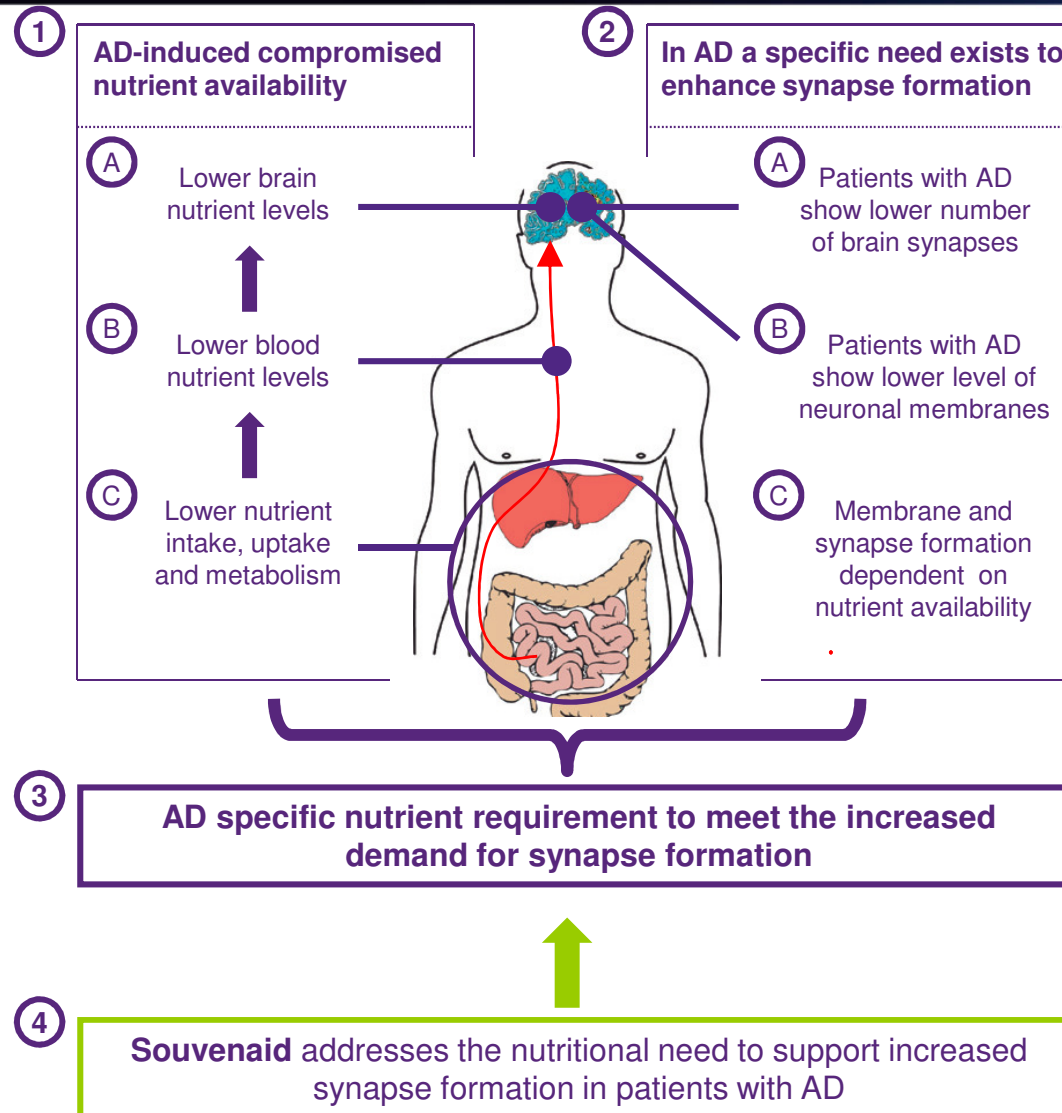 1
AD-induced compromised
nutrient availability
A
Lower brain
nutrient levels
B
Lower blood
nutrient levels
C
Lower nutrient
intake, uptake
and metabolism
2
In AD a specific need exists to
enhance synapse formation
A
Patients with AD
show lower number
of brain synapses
B
Patients with AD
show lower level of
neuronal membranes
C
Membrane and
synapse formation
dependent on
nutrient availability
3
AD specific nutrient requirement to meet the increased
demand for synapse formation
4
Souvenaid addresses the nutritional need to support increased
synapse formation in patients with AD